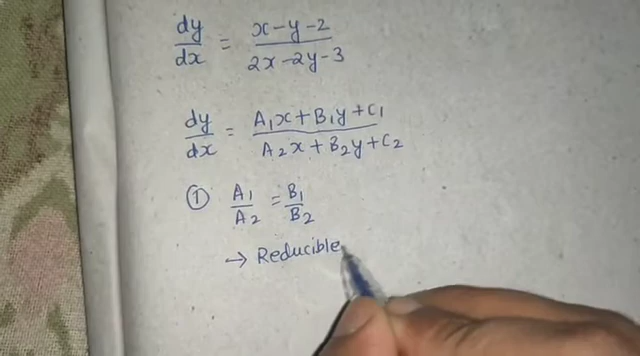 dy/dx = x-y-2/2x-2y-3
dy/dx = A₁x+B₁y+C₁/A₂x+B₂y+C₂
① A₁/A₂ = B₁/B₂
→ Reducible